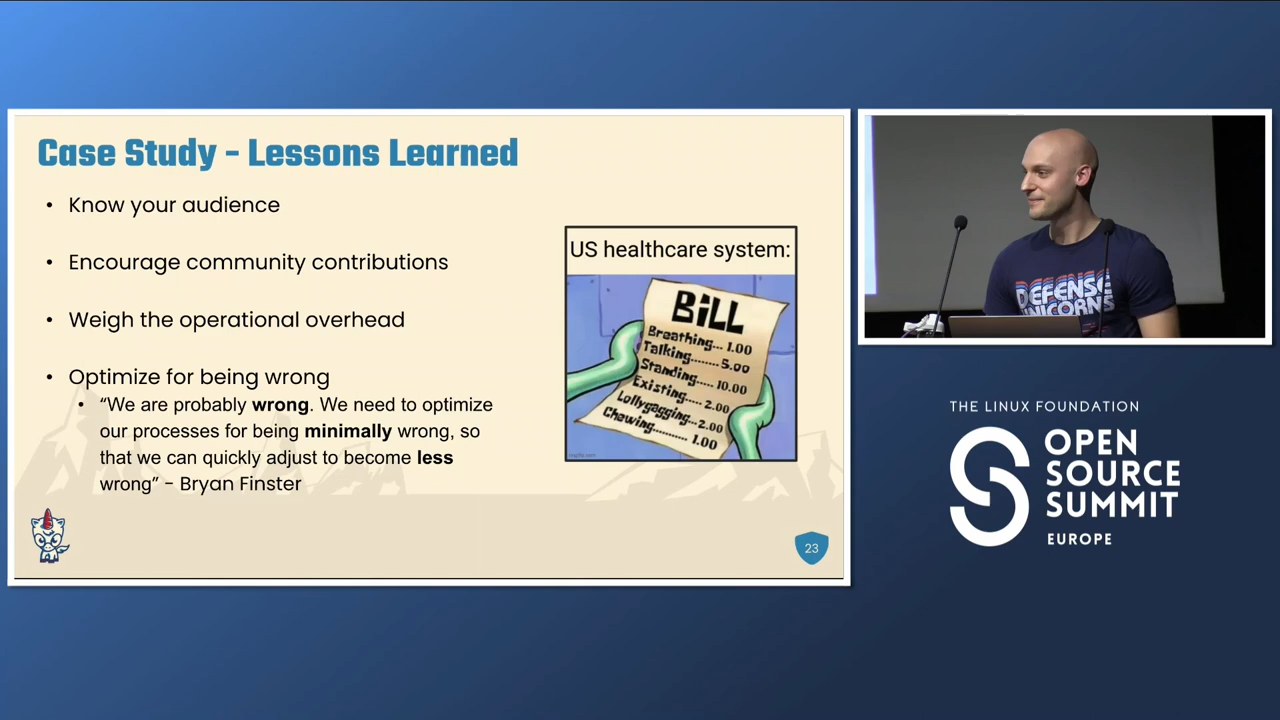 Case Study - Lessons Learned
• Know your audience
• Encourage community contributions
• Weigh the operational overhead
• Optimize for being wrong
• “We are probably wrong. We need to optimize
our processes for being minimally wrong, so
that we can quickly adjust to become less
wrong” – Bryan Finster
US healthcare system:
BiLL
Breathing... 1.00
Talking........ 5.00
Standing.... 10.00
Existing..... 2.00
Lollygagging...2.00
Chewing.......... 1.00
imgflip.com
23
DEFENSE
UNICORNS
THE LINUX FOUNDATION
OPEN
SOURCE
SUMMIT
EUROPE